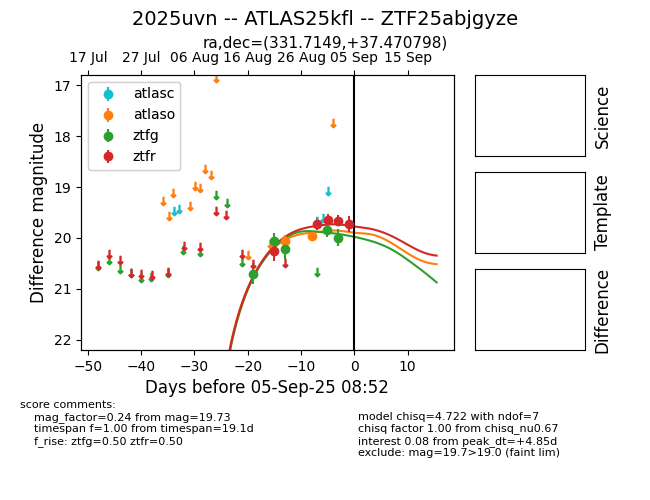 2025uvn -- ATLAS25kfl -- ZTF25abjgyze
ra,dec=(331.7149,+37.470798)
17 Jul 27 Jul 06 Aug 16 Aug 26 Aug 05 Sep 15 Sep
17
18
19
20
21
22
Difference magnitude
atlasc
atlaso
ztfg
ztfr
−50 −40 −30 −20 −10 0 10
Days before 05-Sep-25 08:52
Science
Template
Difference
score comments:
mag_factor=0.24 from mag=19.73
timespan f=1.00 from timespan=19.1d
f_rise: ztfg=0.50 ztfr=0.50
model chisq=4.722 with ndof=7
chisq factor 1.00 from chisq_nu0.67
interest 0.08 from peak_dt=+4.85d
exclude: mag=19.7>19.0 (faint lim)